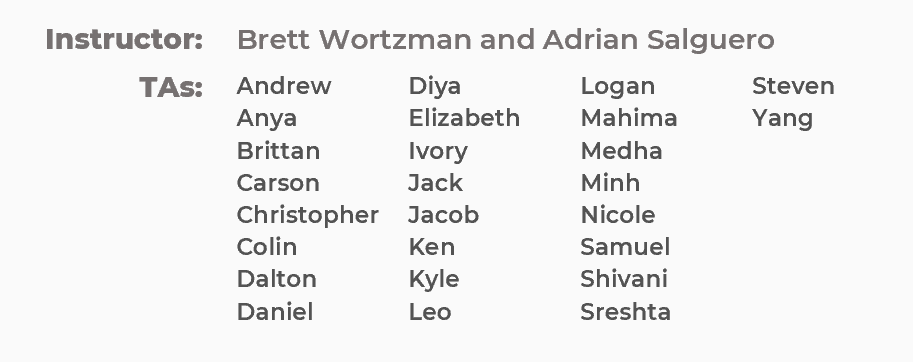 Instructor: Brett Wortzman and Adrian Salguero
TAs: Andrew Diya Logan Steven
Anya Elizabeth Mahima Yang
Brittan Ivory Medha
Carson Jack Minh
Christopher Jacob Nicole
Colin Ken Samuel
Dalton Kyle Shivani
Daniel Leo Sreshta